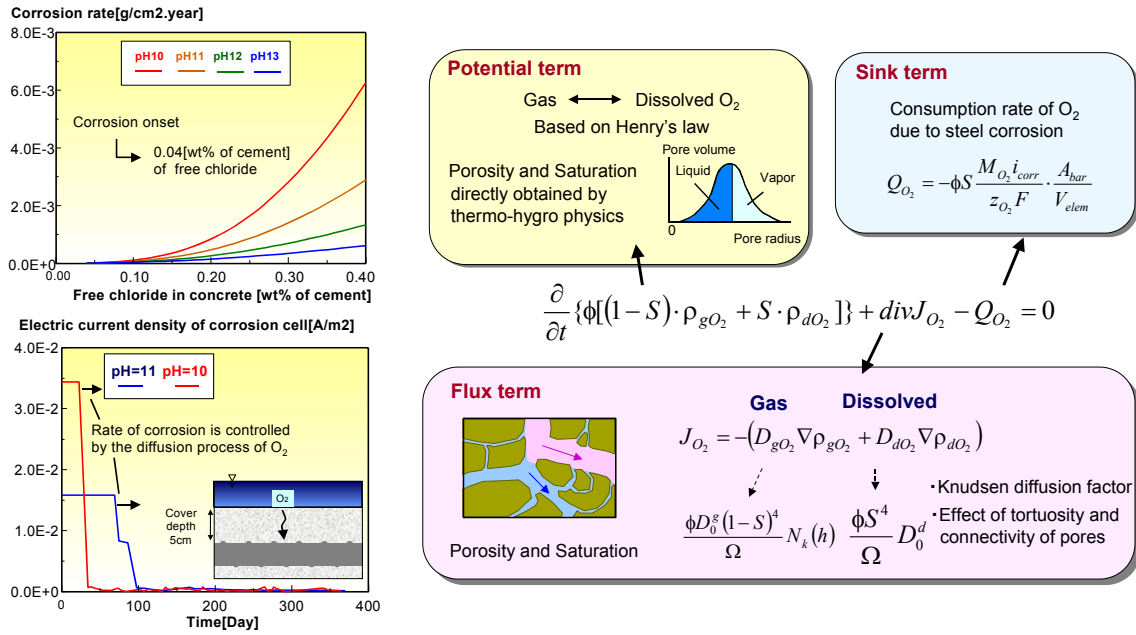 Corrosion rate[g/cm2.year]
8.0E-3
6.0E-3
4.0E-3
2.0E-3
0.0E+0
pH10 pH11 pH12 pH13
Corrosion onset
0.04[wt% of cement]
of free chloride
0.00 0.10 0.20 0.30 0.40
Free chloride in concrete [wt% of cement]
Electric current density of corrosion cell[A/m2]
4.0E-2
3.0E-2
2.0E-2
1.0E-2
0.0E+0
pH=11 pH=10
Rate of corrosion is controlled
by the diffusion process of O2
O2
Cover
depth
5cm
0 100 200 300 400
Time[Day]
Potential term
Gas Dissolved O2
Based on Henry's law
Porosity and Saturation
directly obtained by
thermo-hygro physics
Pore volume
Liquid
Vapor
0
Pore radius
Sink term
Consumption rate of O2
due to steel corrosion
Q_{O2} = -ϕS \frac{M_{O2} i_{corr}}{z_{O2} F} · \frac{A_{bar}}{V_{elem}}
\frac{∂}{∂t}{ϕ[(1-S)·ρ_{gO2} + S·ρ_{dO2}]} + divJ_{O2} - Q_{O2} = 0
Flux term
Gas Dissolved
J_{O2} = -(D_{gO2}∇ρ_{gO2} + D_{dO2}∇ρ_{dO2})
\frac{ϕD_0^g(1-S)^4}{Ω} N_k(h) \frac{ϕS^4}{Ω} D_0^d
・Knudsen diffusion factor
・Effect of tortuosity and
connectivity of pores
Porosity and Saturation